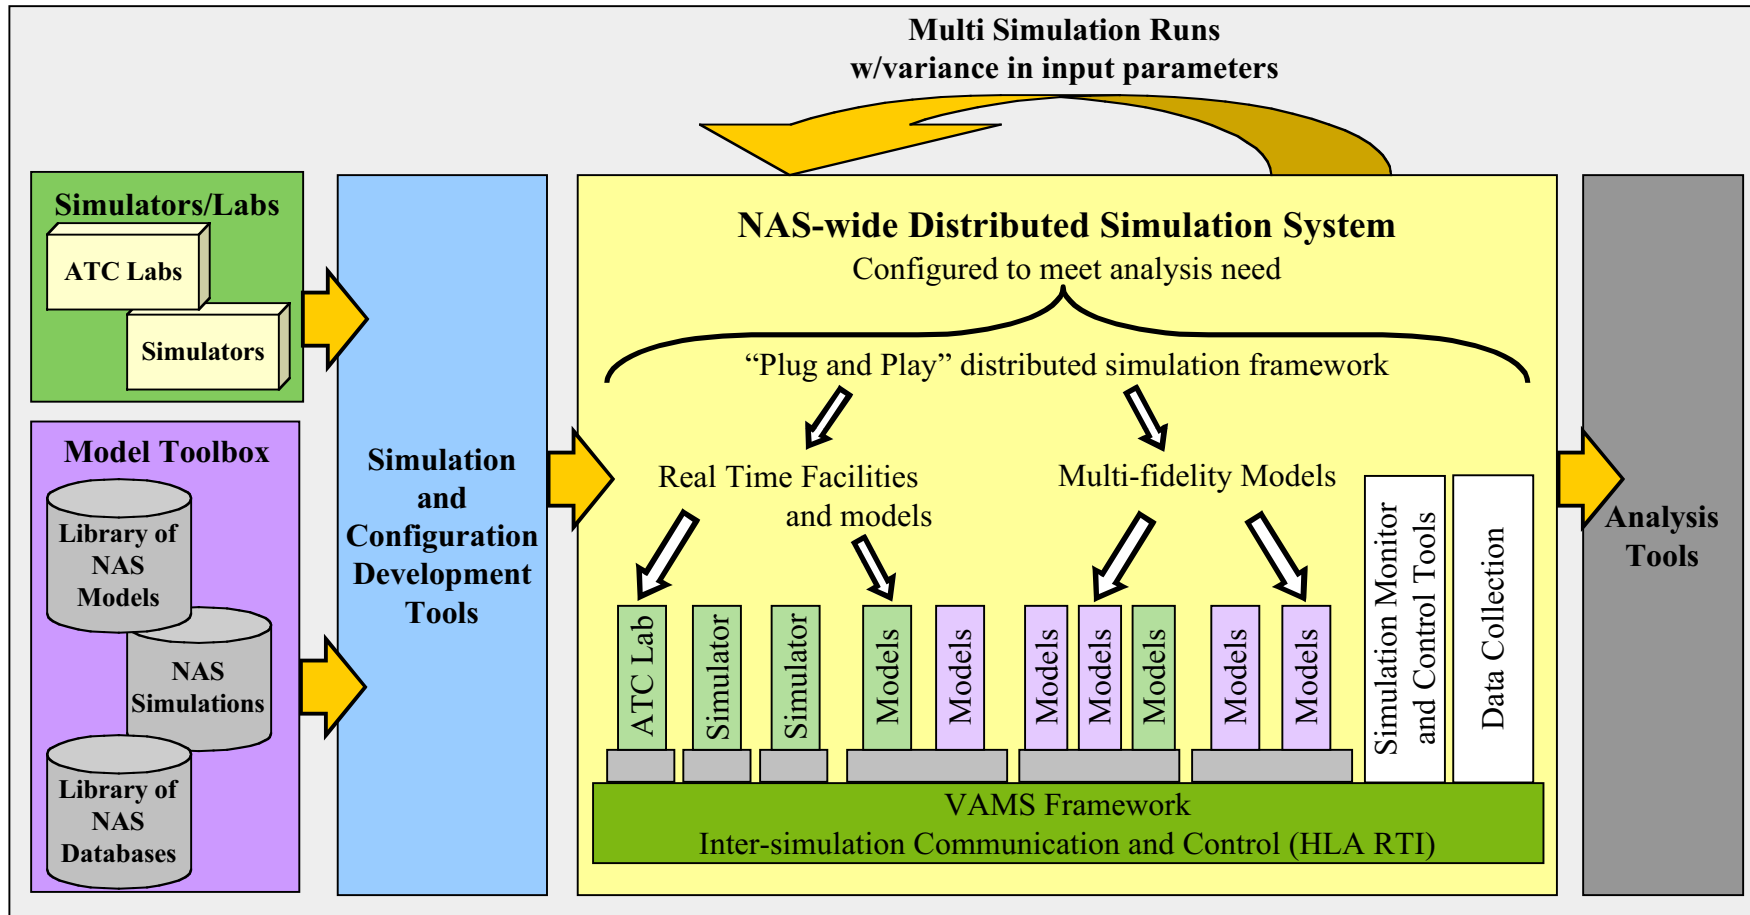 Multi Simulation Runs
w/variance in input parameters
Simulators/Labs
ATC Labs
Simulators
Model Toolbox
Library of
NAS
Models
NAS
Simulations
Library of
NAS
Databases
Simulation
and
Configuration
Development
Tools
NAS-wide Distributed Simulation System
Configured to meet analysis need
“Plug and Play” distributed simulation framework
Real Time Facilities
and models
Multi-fidelity Models
ATC Lab
Simulator
Simulator
Models
Models
Models
Models
Models
Models
Models
Simulation Monitor
and Control Tools
Data Collection
VAMS Framework
Inter-simulation Communication and Control (HLA RTI)
Analysis
Tools